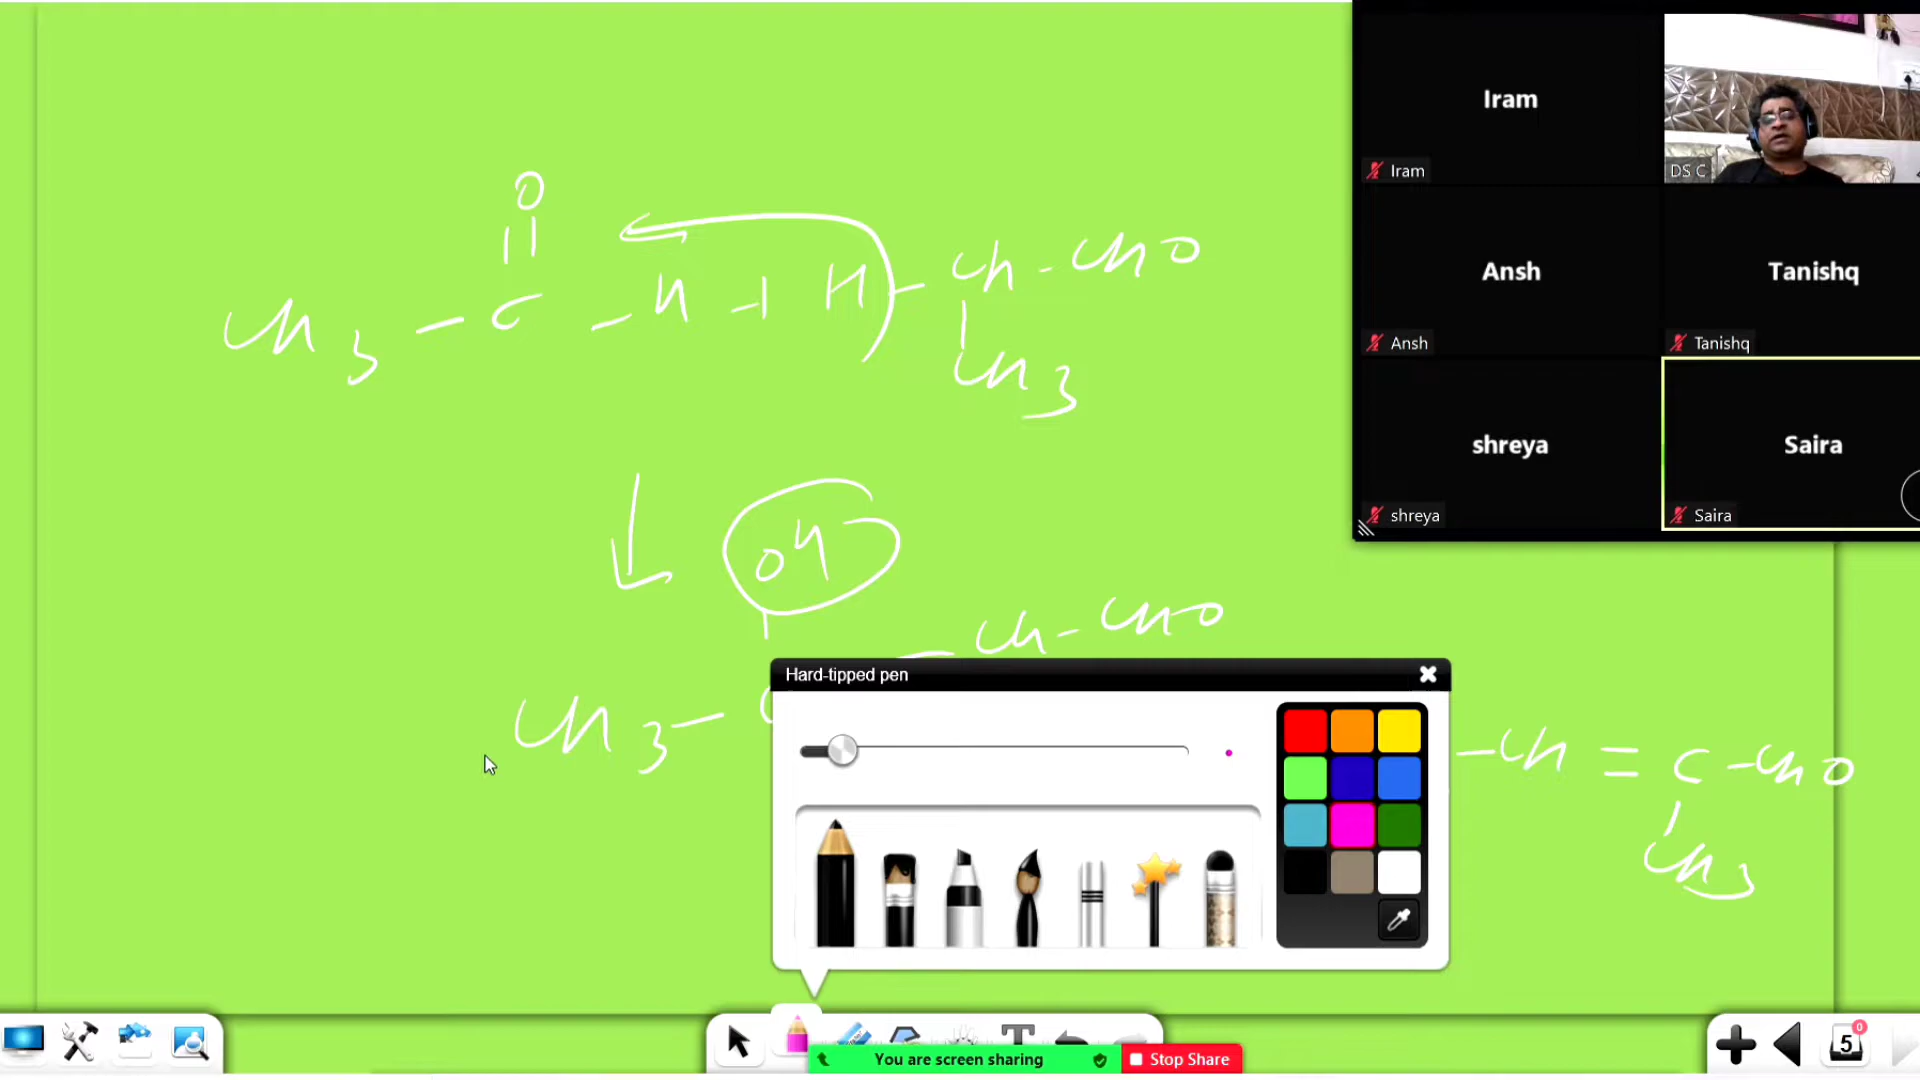 O
||
CH3 - C - H + H - CH - CHO
|
CH3
OH
|
- CH - CHO
CH3 -
- CH = C - CHO
|
CH3
Iram
Iram
DS C
Ansh
Ansh
Tanishq
Tanishq
shreya
shreya
Saira
Saira
Hard-tipped pen
T
You are screen sharing
Stop Share
5
0